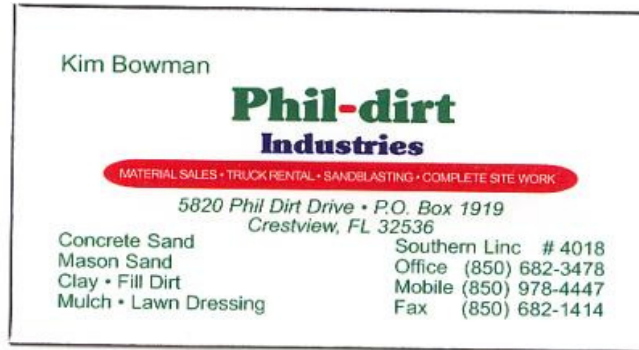 Kim Bowman
Phil-dirt
Industries
MATERIAL SALES • TRUCK RENTAL • SANDBLASTING • COMPLETE SITE WORK
5820 Phil Dirt Drive • P.O. Box 1919
Crestview, FL 32536
Concrete Sand
Mason Sand
Clay • Fill Dirt
Mulch • Lawn Dressing
Southern Linc # 4018
Office (850) 682-3478
Mobile (850) 978-4447
Fax (850) 682-1414